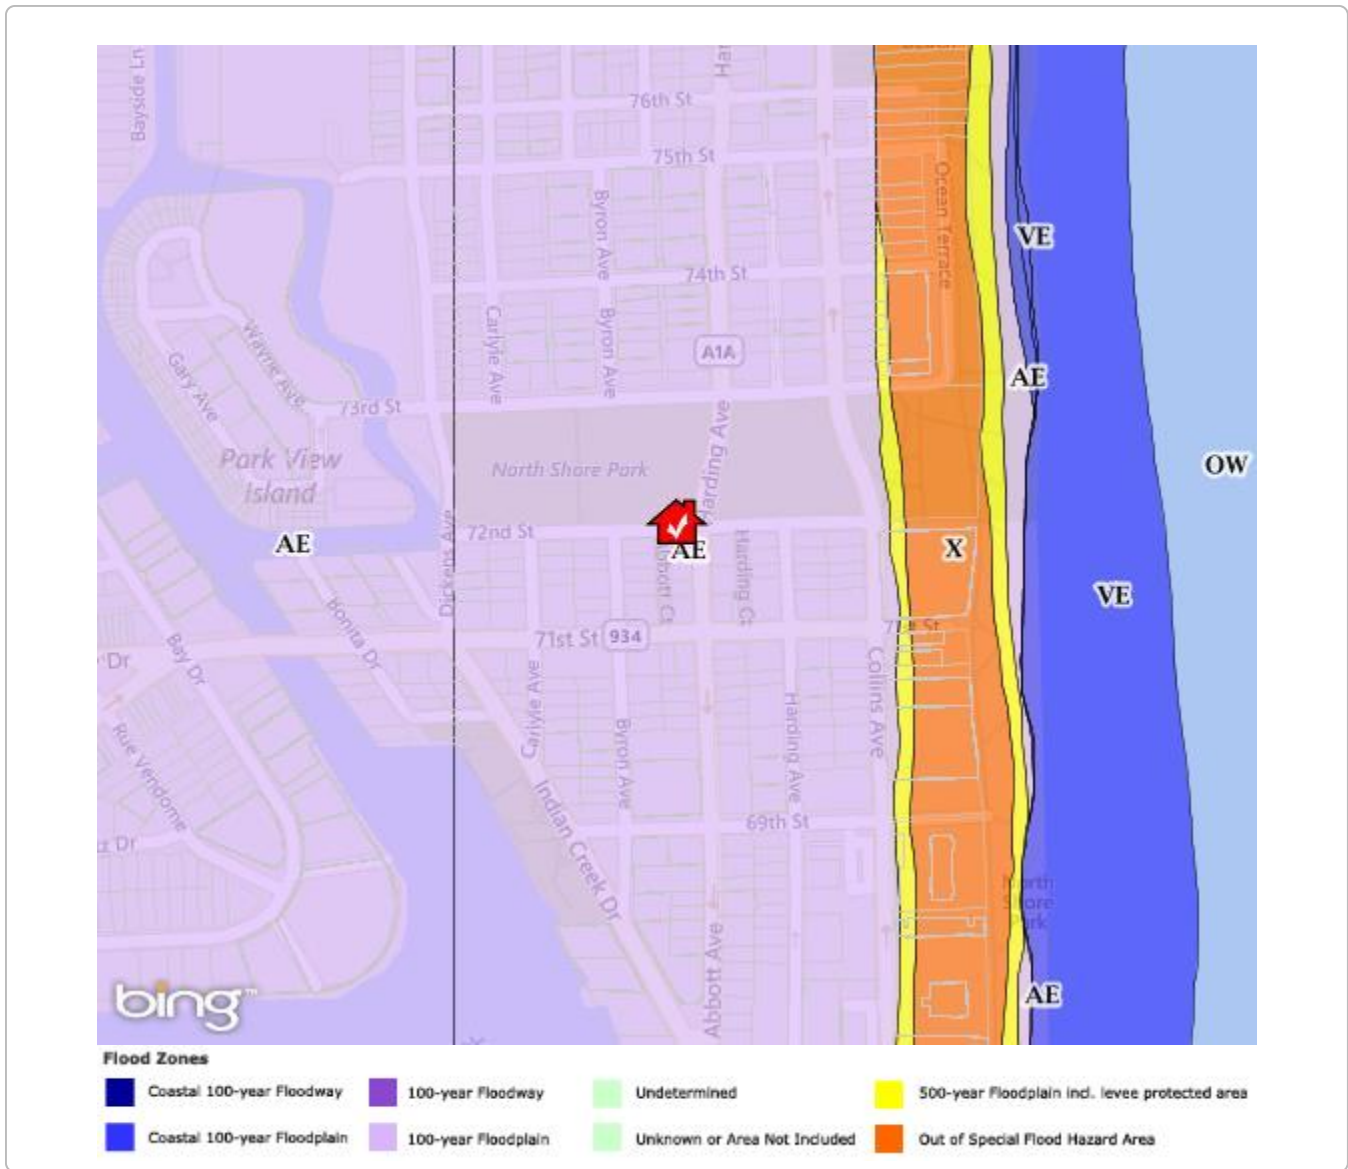 Bayside Ln
76th St
75th St
Byron Ave
Ocean Terrace
VE
74th St
Carlyle Ave
Byron Ave
A1A
Wayne Ave
Gary Ave
AE
73rd St
Harding Ave
Park View
Island
North Shore Park
OW
72nd St
AE
AE
X
Dickens Ave
Harding Ct
VE
Bonita Dr
71st St
934
Bay Dr
Dr
Collins Ave
Carlyle Ave
Byron Ave
Harding Ave
Rue Vendome
Indian Creek Dr
69th St
Dr
North
Shore
Park
Abbott Ave
AE
bing™
Flood Zones
Coastal 100-year Floodway
100-year Floodway
Undetermined
500-year Floodplain incl. levee protected area
Coastal 100-year Floodplain
100-year Floodplain
Unknown or Area Not Included
Out of Special Flood Hazard Area